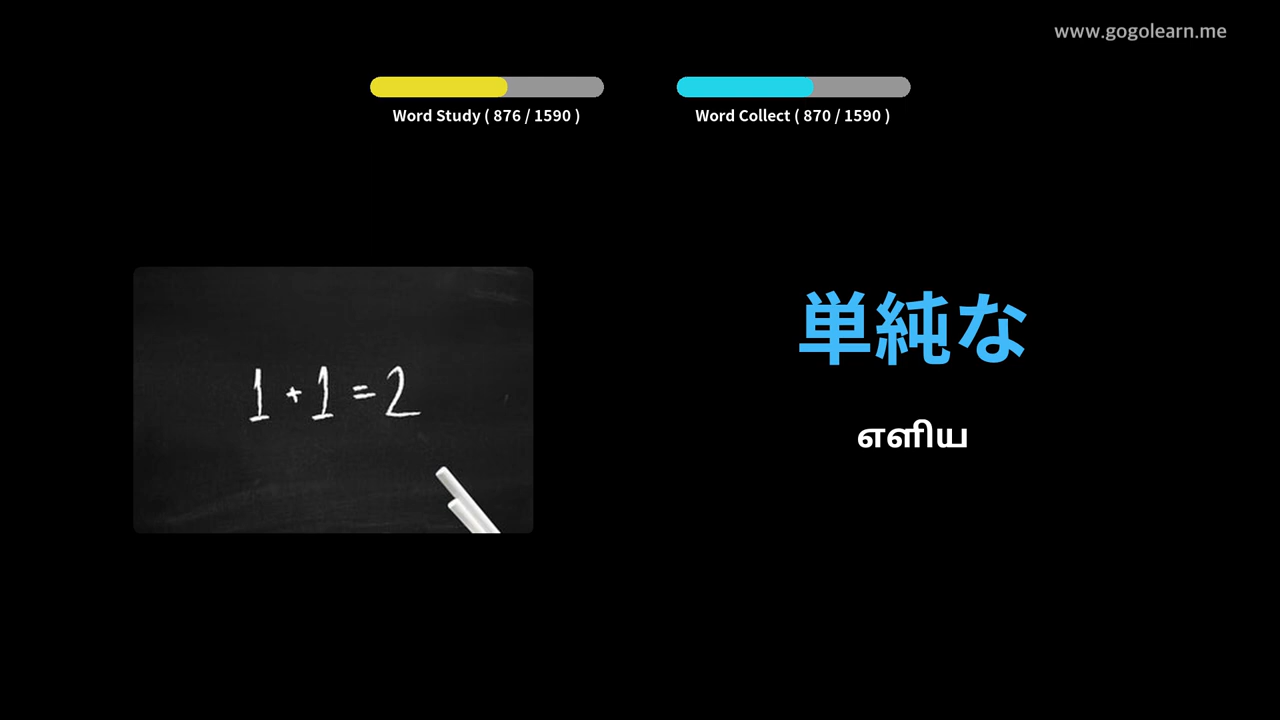 www.gogolearn.me
Word Study ( 876 / 1590 )
Word Collect ( 870 / 1590 )
1 + 1 = 2
単純な
எளிய